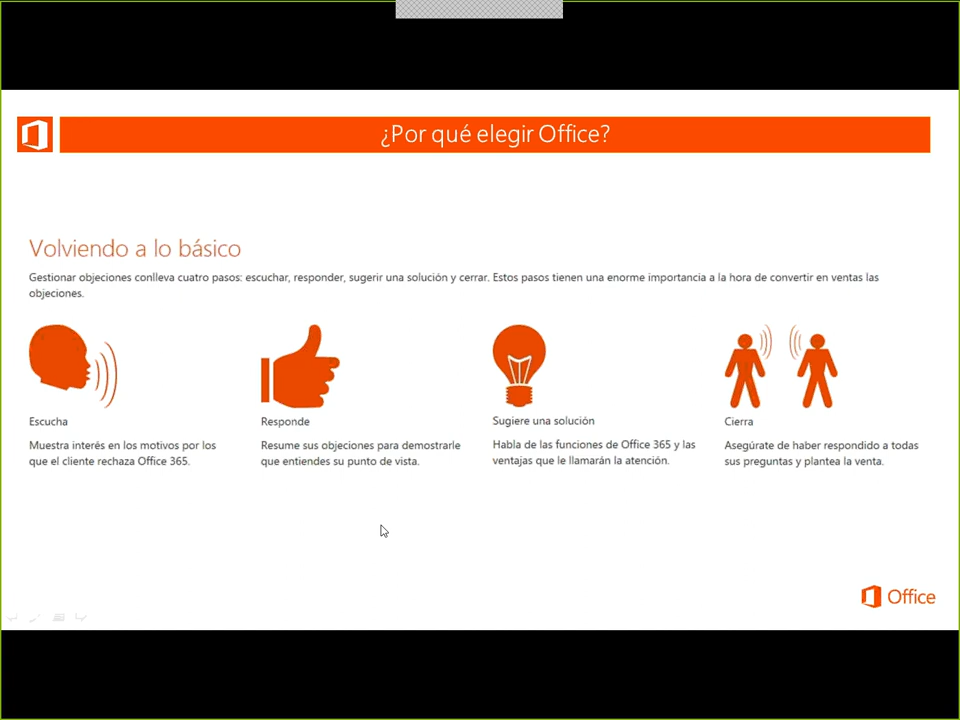 ¿Por qué elegir Office?
Volviendo a lo básico
Gestionar objeciones conlleva cuatro pasos: escuchar, responder, sugerir una solución y cerrar. Estos pasos tienen una enorme importancia a la hora de convertir en ventas las
objeciones.
Escucha
Muestra interés en los motivos por los
que el cliente rechaza Office 365.
Responde
Resume sus objeciones para demostrarle
que entiendes su punto de vista.
Sugiere una solución
Habla de las funciones de Office 365 y las
ventajas que le llamarán la atención.
Cierra
Asegúrate de haber respondido a todas
sus preguntas y plantea la venta.
Office